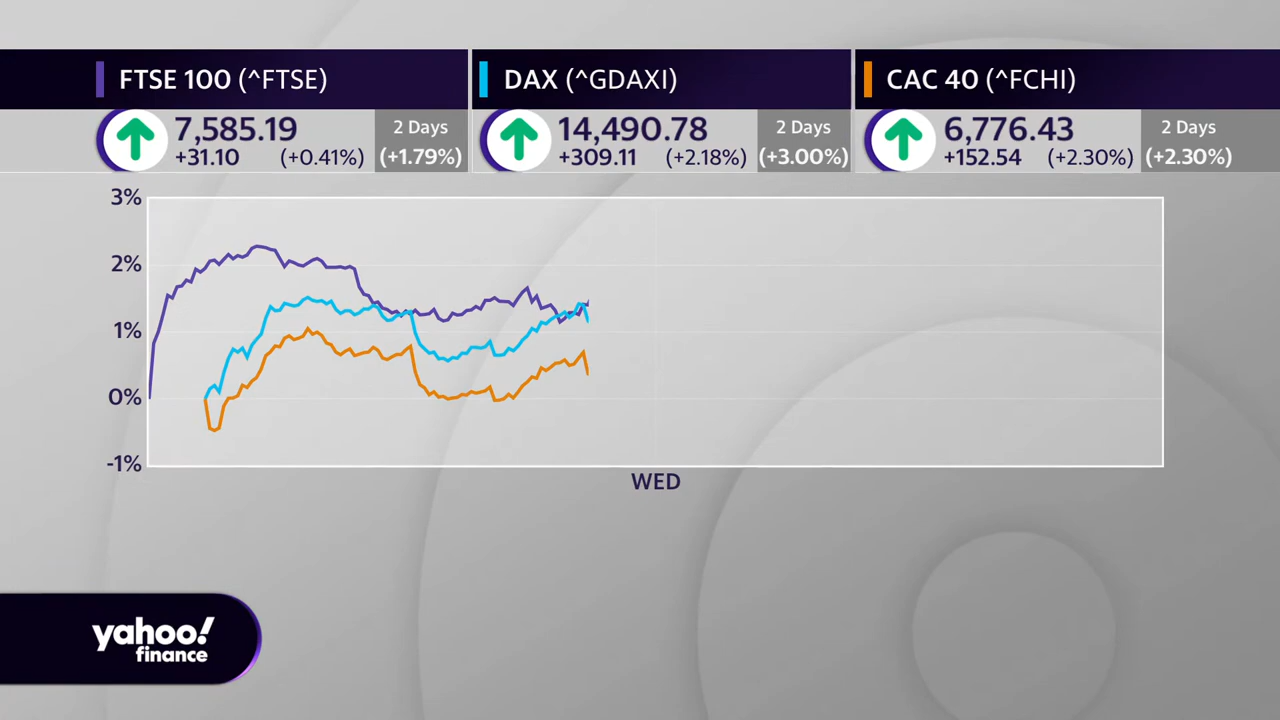 FTSE 100 (^FTSE)
7,585.19
+31.10 (+0.41%)
2 Days
(+1.79%)
DAX (^GDAXI)
14,490.78
+309.11 (+2.18%)
2 Days
(+3.00%)
CAC 40 (^FCHI)
6,776.43
+152.54 (+2.30%)
2 Days
(+2.30%)
3%
2%
1%
0%
-1%
WED
yahoo!
finance